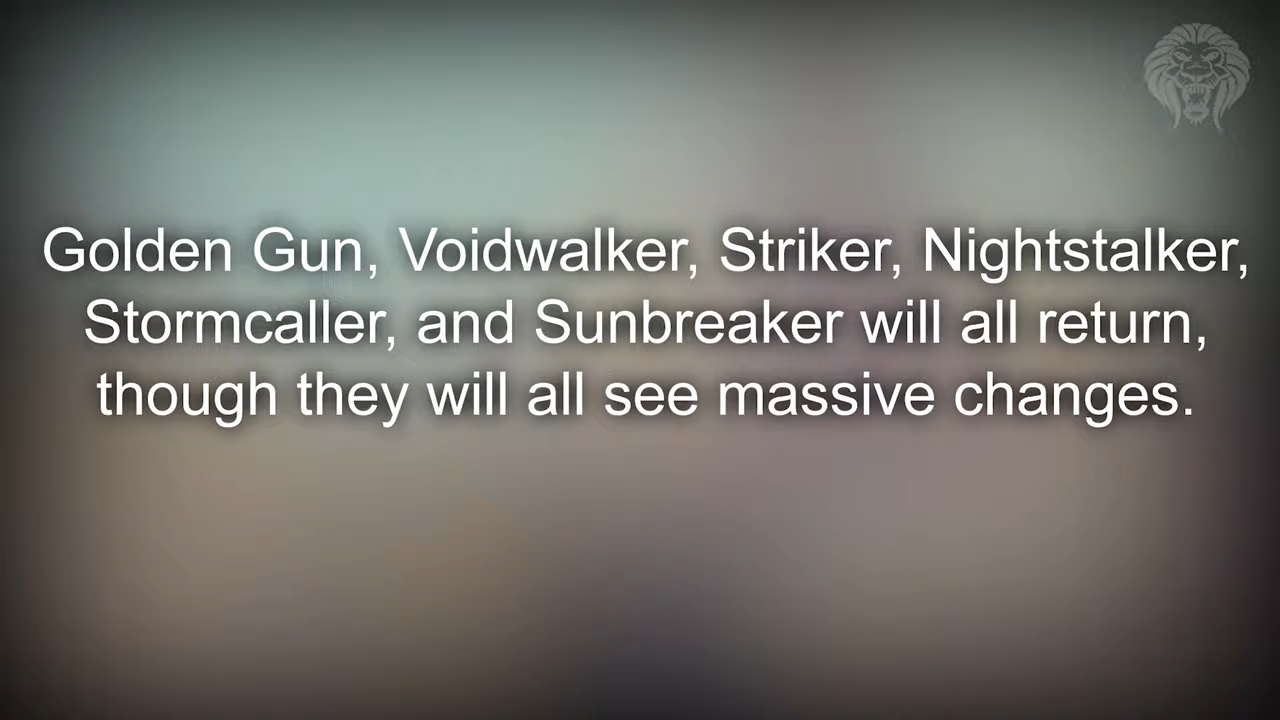 Golden Gun, Voidwalker, Striker, Nightstalker,
Stormcaller, and Sunbreaker will all return,
though they will all see massive changes.